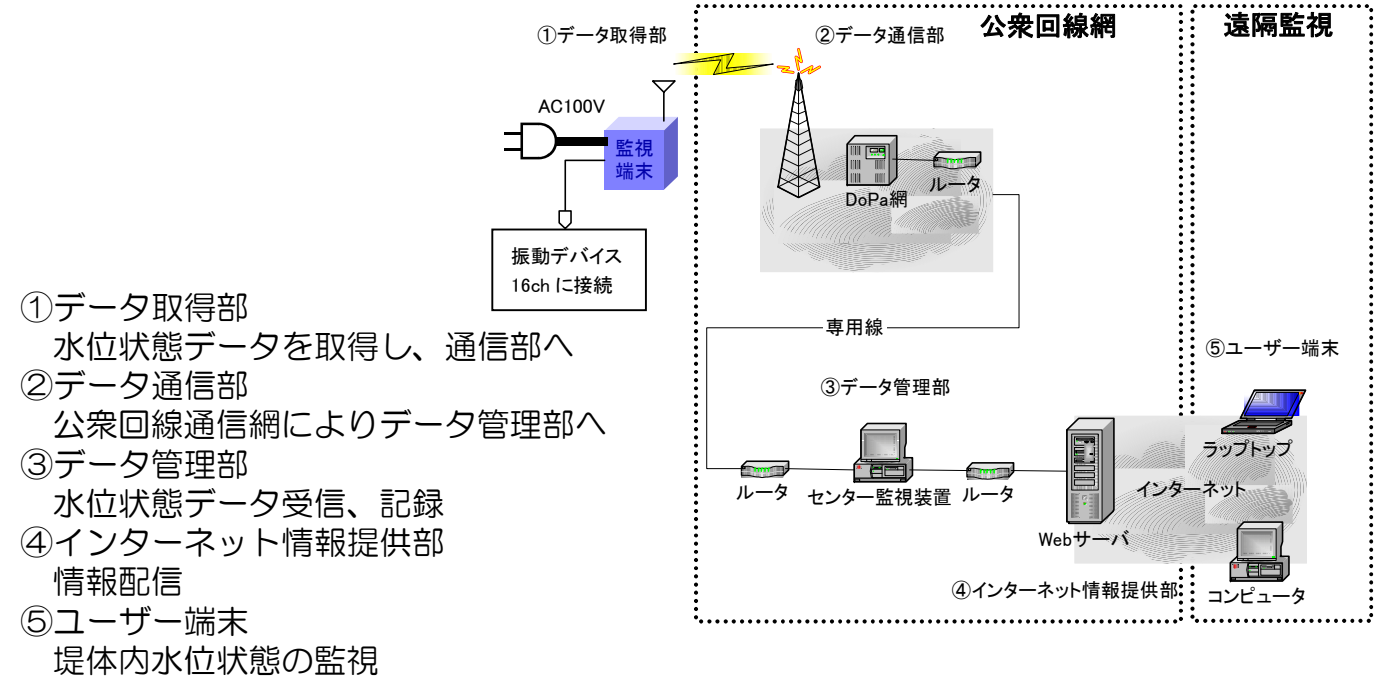 公衆回線網
遠隔監視
①データ取得部
②データ通信部
AC100V
監視
端末
ルータ
DoPa網
振動デバイス
16ch に接続
専用線
⑤ユーザー端末
③データ管理部
ラップトップ
ルータ
センター監視装置
ルータ
インターネット
Webサーバ
④インターネット情報提供部
コンピュータ
①データ取得部
水位状態データを取得し、通信部へ
②データ通信部
公衆回線通信網によりデータ管理部へ
③データ管理部
水位状態データ受信、記録
④インターネット情報提供部
情報配信
⑤ユーザー端末
堤体内水位状態の監視